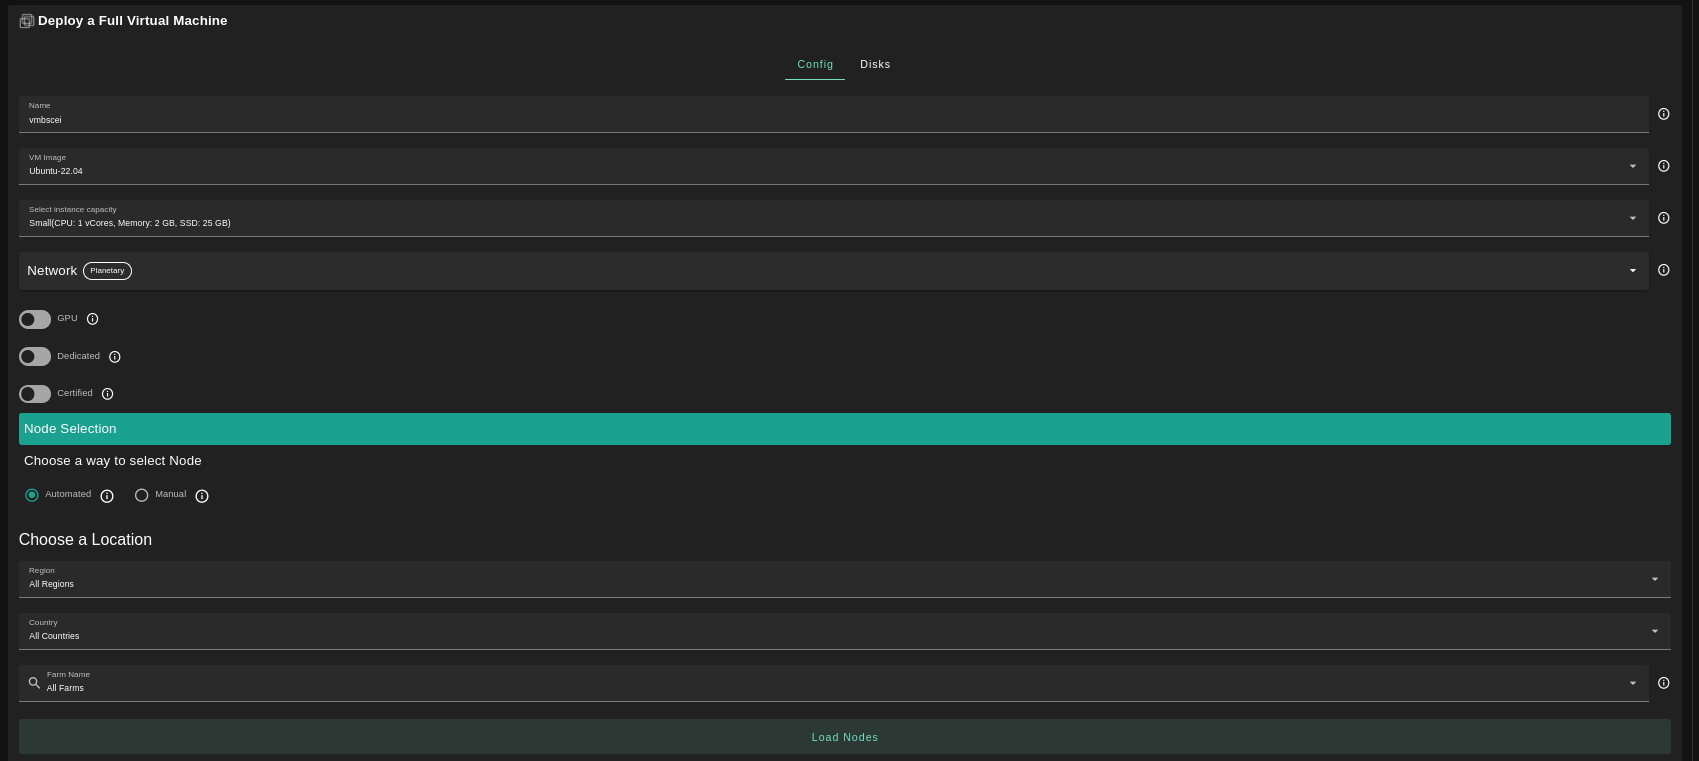 Deploy a Full Virtual Machine
Config Disks
Name
vmbscei
VM Image
Ubuntu-22.04
Select instance capacity
Small(CPU: 1 vCores, Memory: 2 GB, SSD: 25 GB)
Network Planetary
GPU
Dedicated
Certified
Node Selection
Choose a way to select Node
Automated Manual
Choose a Location
Region
All Regions
Country
All Countries
Farm Name
All Farms
Load Nodes